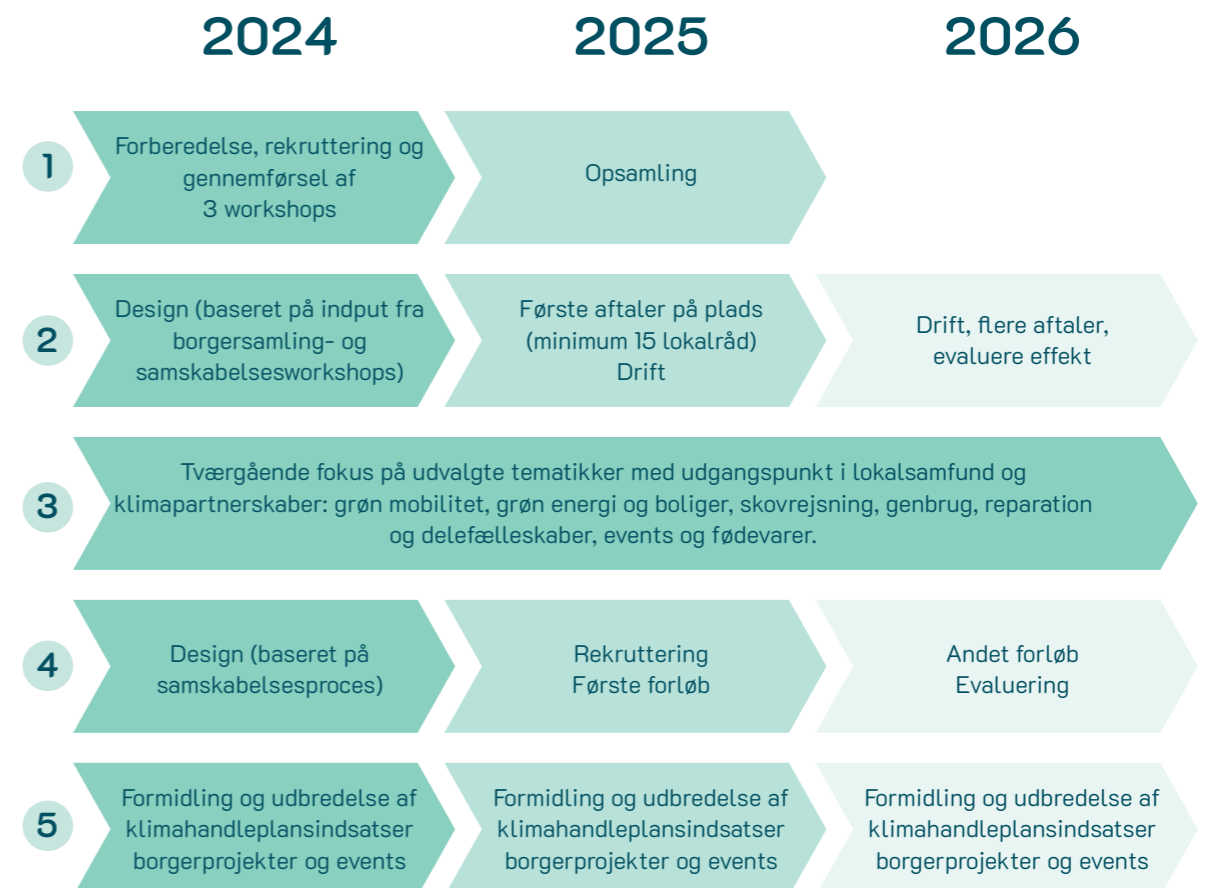 2024 2025 2026
1
Forberedelse, rekruttering og
gennemførsel af
3 workshops
Opsamling
2
Design (baseret på indput fra
borgersamling- og
samskabelsesworkshops)
Første aftaler på plads
(minimum 15 lokalråd)
Drift
Drift, flere aftaler,
evaluere effekt
3
Tværgående fokus på udvalgte tematikker med udgangspunkt i lokalsamfund og
klimapartnerskaber: grøn mobilitet, grøn energi og boliger, skovrejsning, genbrug, reparation
og delefælleskaber, events og fødevarer.
4
Design (baseret på
samskabelsesproces)
Rekruttering
Første forløb
Andet forløb
Evaluering
5
Formidling og udbredelse af
klimahandleplansindsatser
borgerprojekter og events
Formidling og udbredelse af
klimahandleplansindsatser
borgerprojekter og events
Formidling og udbredelse af
klimahandleplansindsatser
borgerprojekter og events